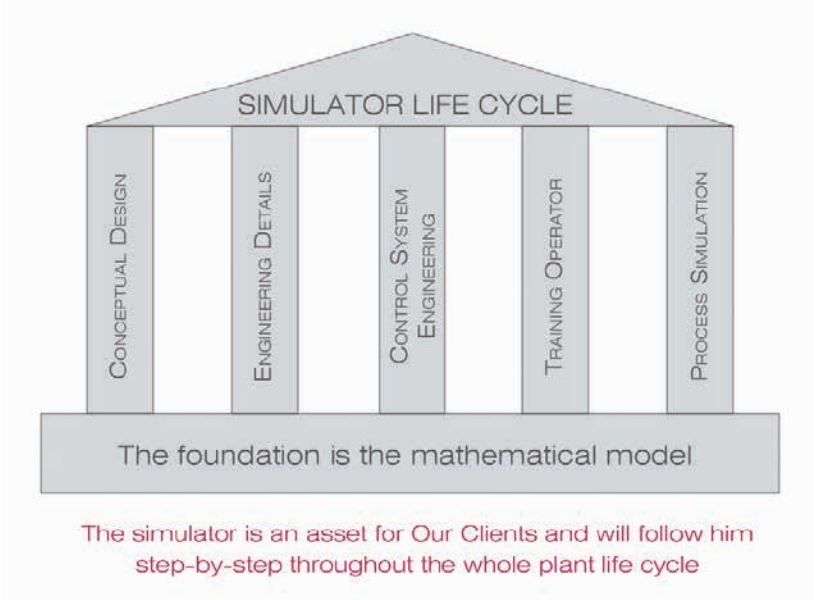 SIMULATOR LIFE CYCLE
CONCEPTUAL DESIGN
ENGINEERING DETAILS
CONTROL SYSTEM
ENGINEERING
TRAINING OPERATOR
PROCESS SIMULATION
The foundation is the mathematical model
The simulator is an asset for Our Clients and will follow him
step-by-step throughout the whole plant life cycle